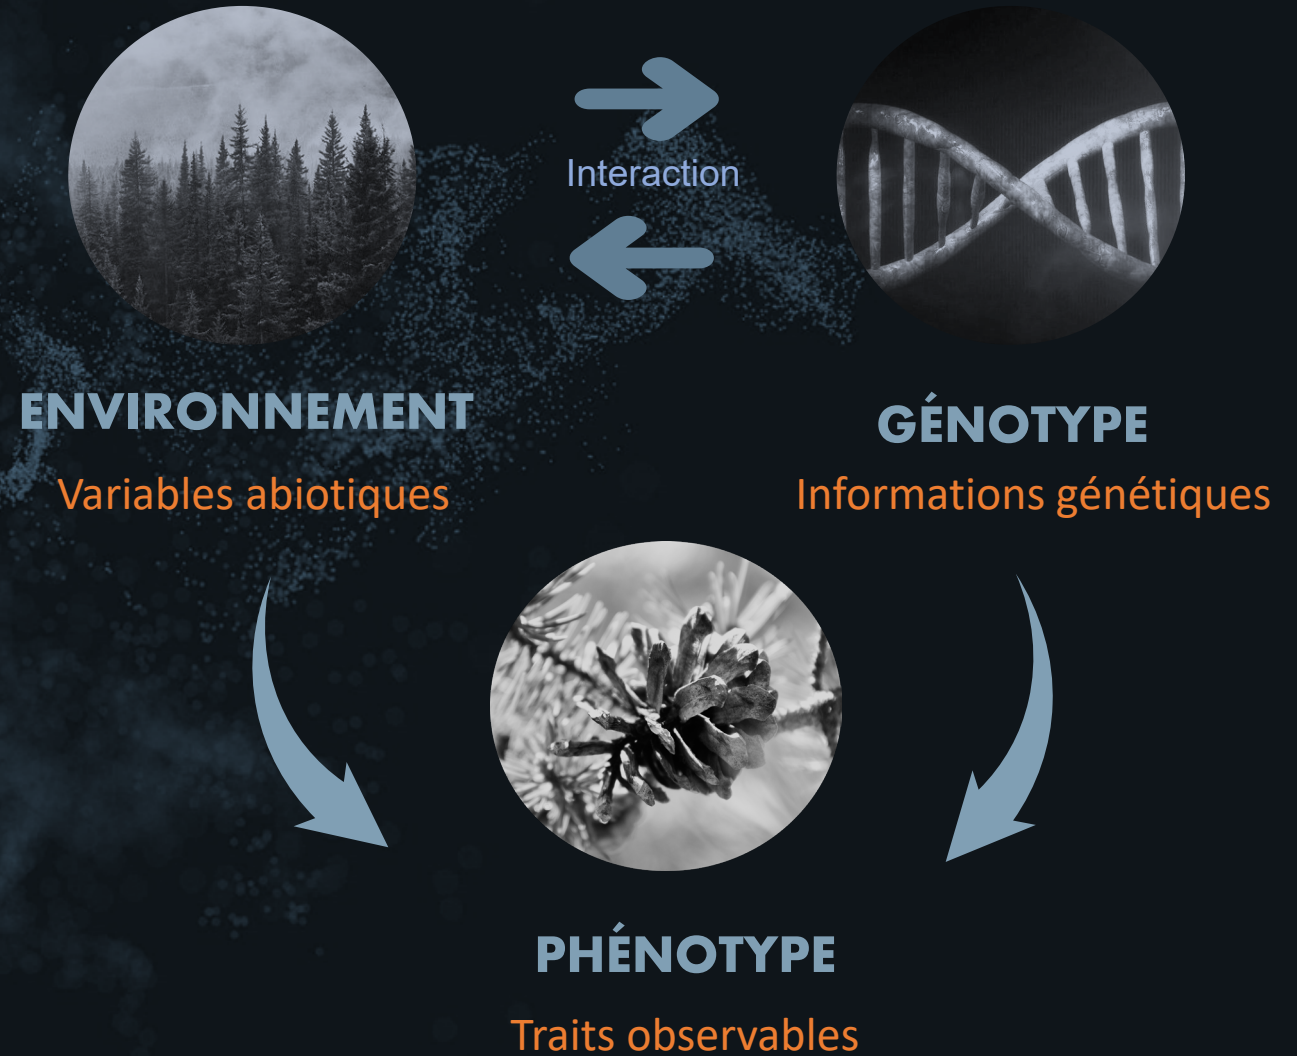 Interaction
ENVIRONNEMENT
GÉNOTYPE
Variables abiotiques
Informations génétiques
PHÉNOTYPE
Traits observables